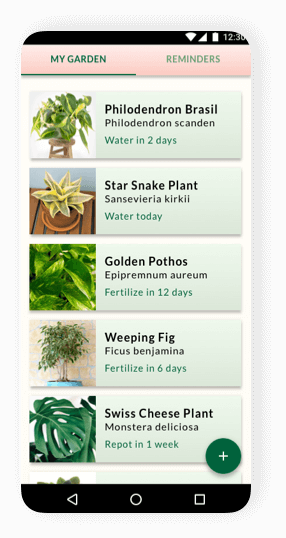 12:30
MY GARDEN REMINDERS
Philodendron Brasil
Philodendron scanden
Water in 2 days
Star Snake Plant
Sansevieria kirkii
Water today
Golden Pothos
Epipremnum aureum
Fertilize in 12 days
Weeping Fig
Ficus benjamina
Fertilize in 6 days
Swiss Cheese Plant
Monstera deliciosa
Repot in 1 week
+